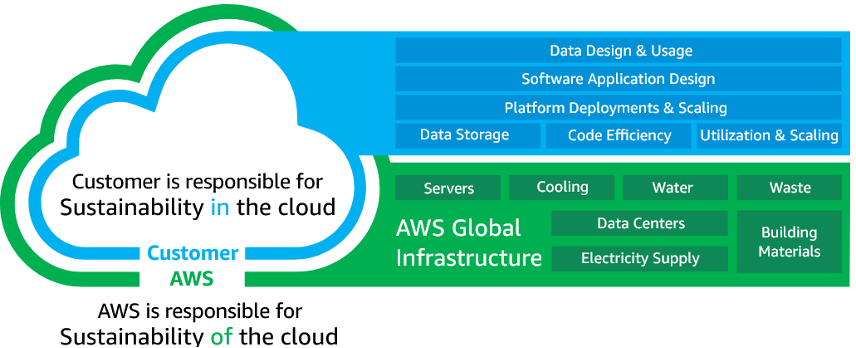 Data Design & Usage
Software Application Design
Platform Deployments & Scaling
Data Storage
Code Efficiency
Utilization & Scaling
Customer is responsible for
Sustainability in the cloud
Servers
Cooling
Water
Waste
AWS Global
Infrastructure
Data Centers
Electricity Supply
Building
Materials
Customer
AWS
AWS is responsible for
Sustainability of the cloud